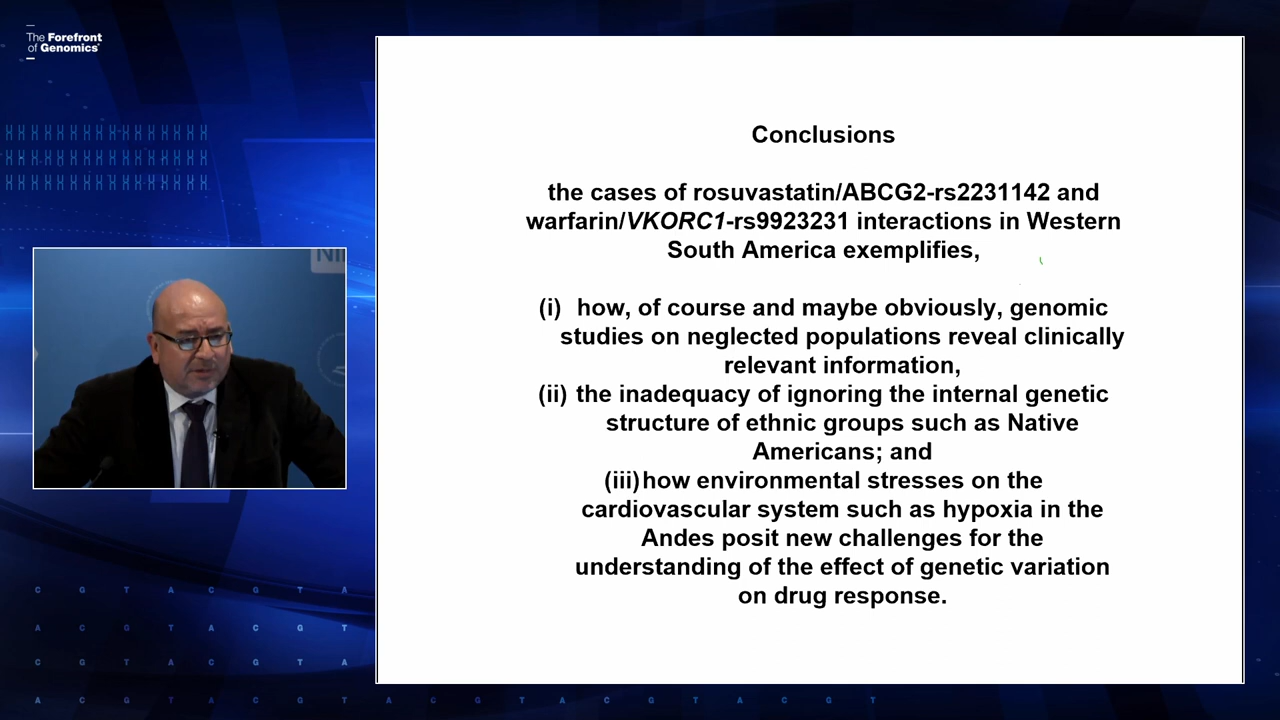 The Forefront
of Genomics®
NI
Conclusions
the cases of rosuvastatin/ABCG2-rs2231142 and
warfarin/VKORC1-rs9923231 interactions in Western
South America exemplifies,
(i) how, of course and maybe obviously, genomic
studies on neglected populations reveal clinically
relevant information,
(ii) the inadequacy of ignoring the internal genetic
structure of ethnic groups such as Native
Americans; and
(iii)how environmental stresses on the
cardiovascular system such as hypoxia in the
Andes posit new challenges for the
understanding of the effect of genetic variation
on drug response.
C G T A C G T A
A C G T A C G T
C G T A C G T A
A C G T A C G T A C G T A C G T A C G T